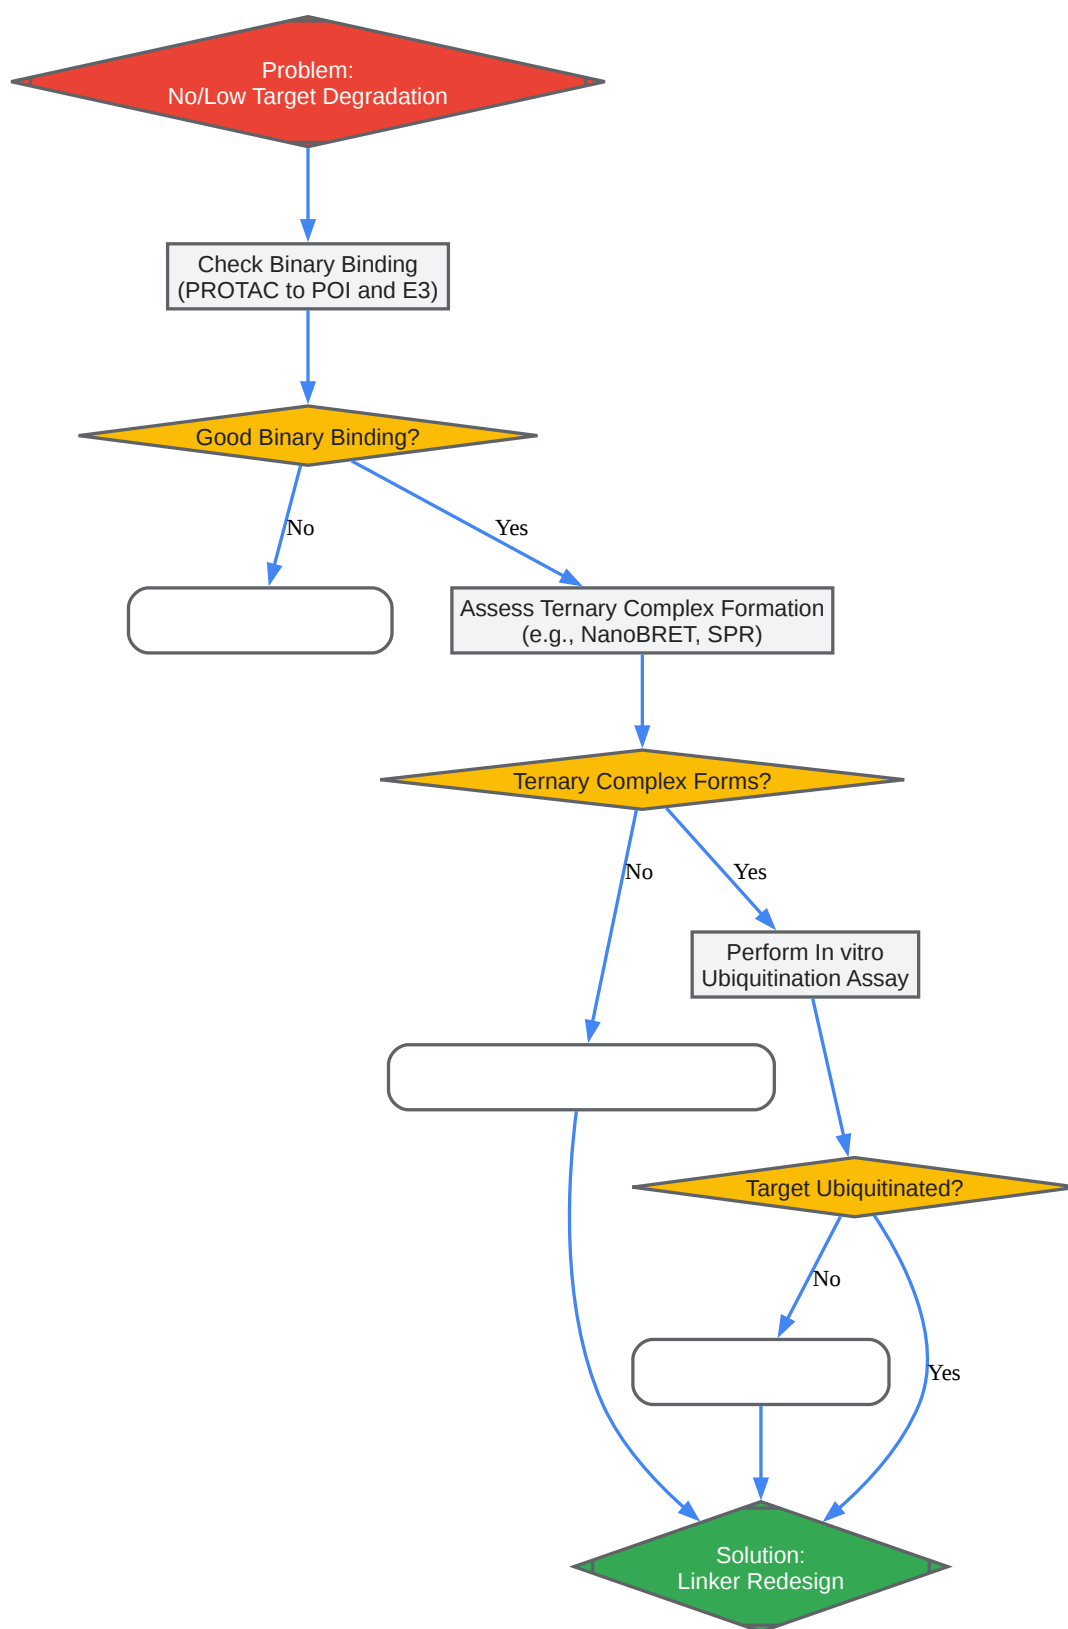 Problem:
No/Low Target Degradation
Check Binary Binding
(PROTAC to POI and E3)
Good Binary Binding?
No
Yes
Assess Ternary Complex Formation
(e.g., NanoBRET, SPR)
Ternary Complex Forms?
No
Yes
Perform In vitro
Ubiquitination Assay
Target Ubiquitinated?
No
Yes
Solution:
Linker Redesign